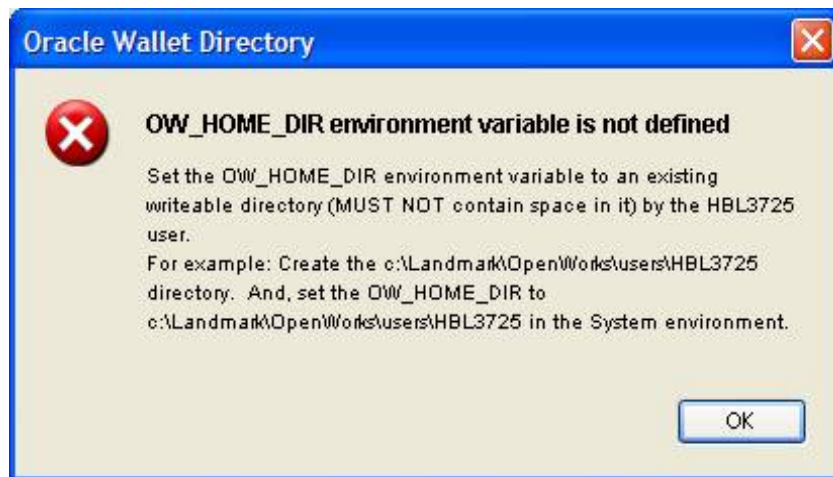 Oracle Wallet Directory
OW_HOME_DIR environment variable is not defined
Set the OW_HOME_DIR environment variable to an existing
writeable directory (MUST NOT contain space in it) by the HBL3725
user.
For example: Create the c:\Landmark\OpenWorks\users\HBL3725
directory.  And, set the OW_HOME_DIR to
c:\Landmark\OpenWorks\users\HBL3725 in the System environment.
OK